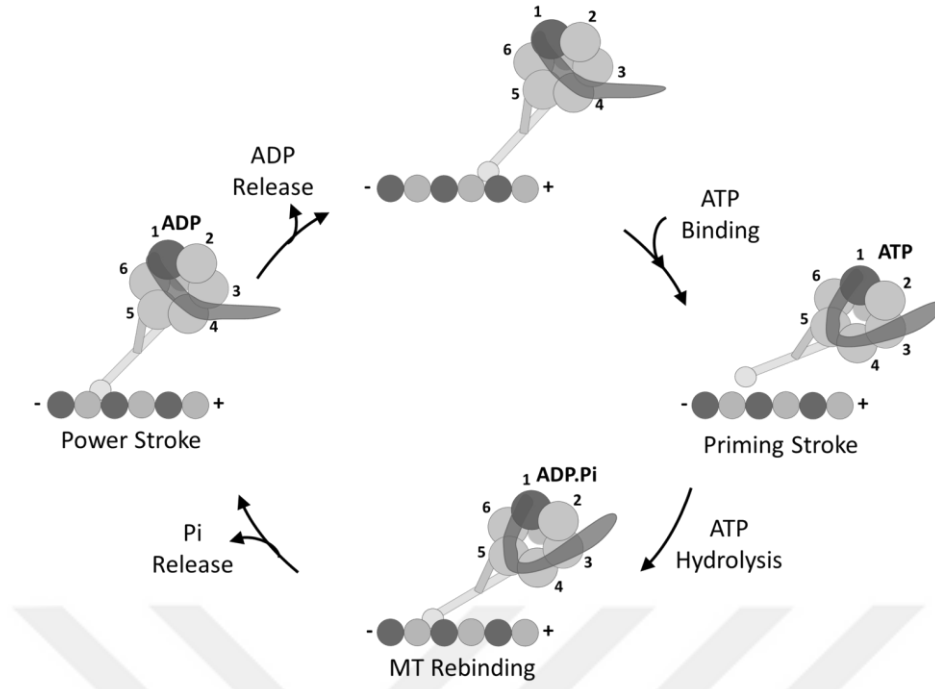 1
2
6
3
5
4
- +
ADP
Release
ATP
Binding
1 ADP
2
6
3
5
4
- +
Power Stroke
1 ATP
6 2
5
3
4
- +
Priming Stroke
1 ADP.Pi
6 2
5
3
4
- +
MT Rebinding
Pi
Release
ATP
Hydrolysis